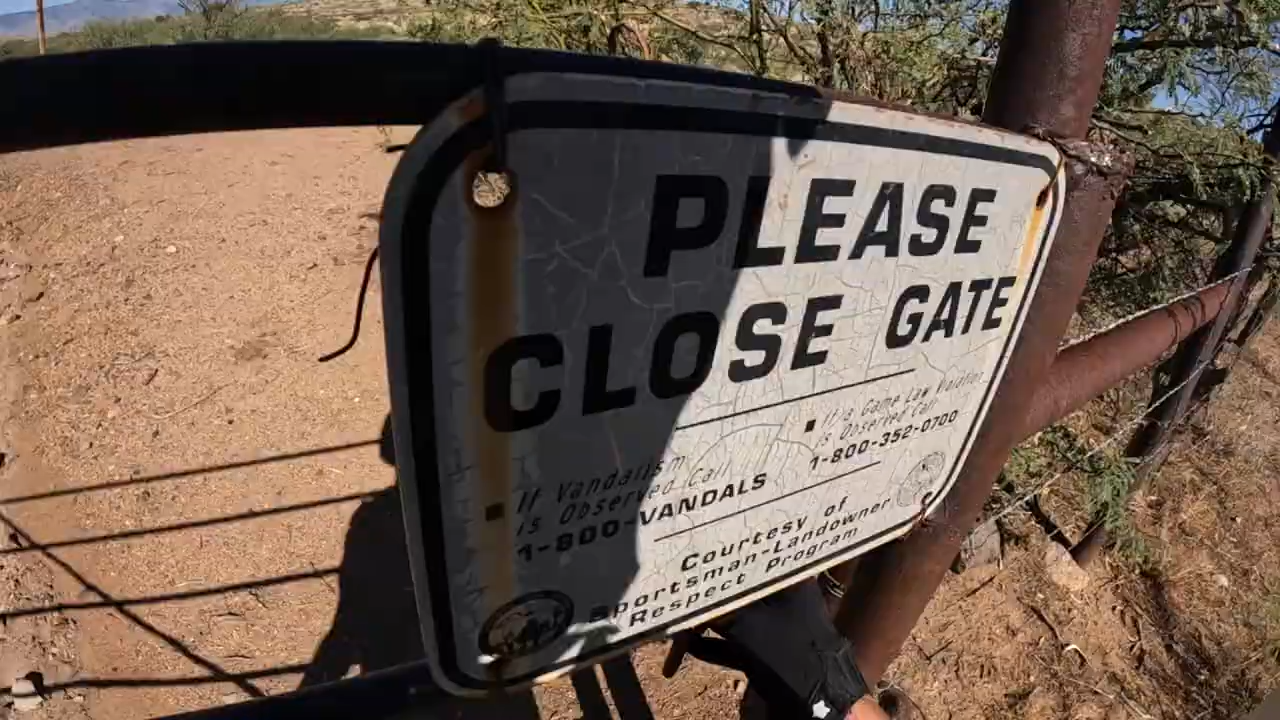 PLEASE
CLOSE GATE
If Vandalism
is Observed Call
1-800-VANDALS
If a Game Law Violation
is Observed Call
1-800-352-0700
Courtesy of
Sportsman-Landowner
Respect Program